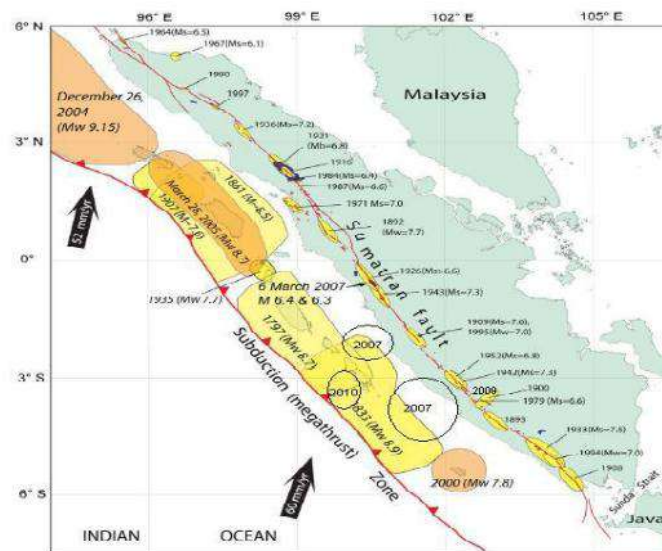 96° E
99° E
102° E
105° E
6° N
3° N
0°
3° S
6° S
1964(Ms=6.5)
1967(Ms=6.1)
1990
1997
1936(Ms=7.2)
1921
(Mb=6.8)
1916
1984(Ms=6.4)
1987(Ms=6.6)
1971 Ms=7.0
1892
(Mw=7.7)
Malaysia
December 26,
2004
(Mw 9.15)
1861(M=8.5)
March 28, 2005(Mw 8.7)
1907(M=7.6)
52 mm/yr
1935 (Mw 7.7)
6 March 2007
M 6.4 & 6.3
1926(Ms=6.6)
1943(Ms=7.3)
Sumatran fault
1909(Ms=7.6),
1995(Mw=7.0)
1797(Mw 8.7)
2007
1952(Ms=6.8)
1942(Ms=7.3)
2009
1900
1979 (Ms=6.6)
2010
2007
1833(Mw 8.9)
1893
1933(Ms=7.5)
1994(Mw=7.0)
1908
Subduction (megathrust)
Zone
2000 (Mw 7.8)
60 mm/yr
Sunda Strait
Java
INDIAN OCEAN